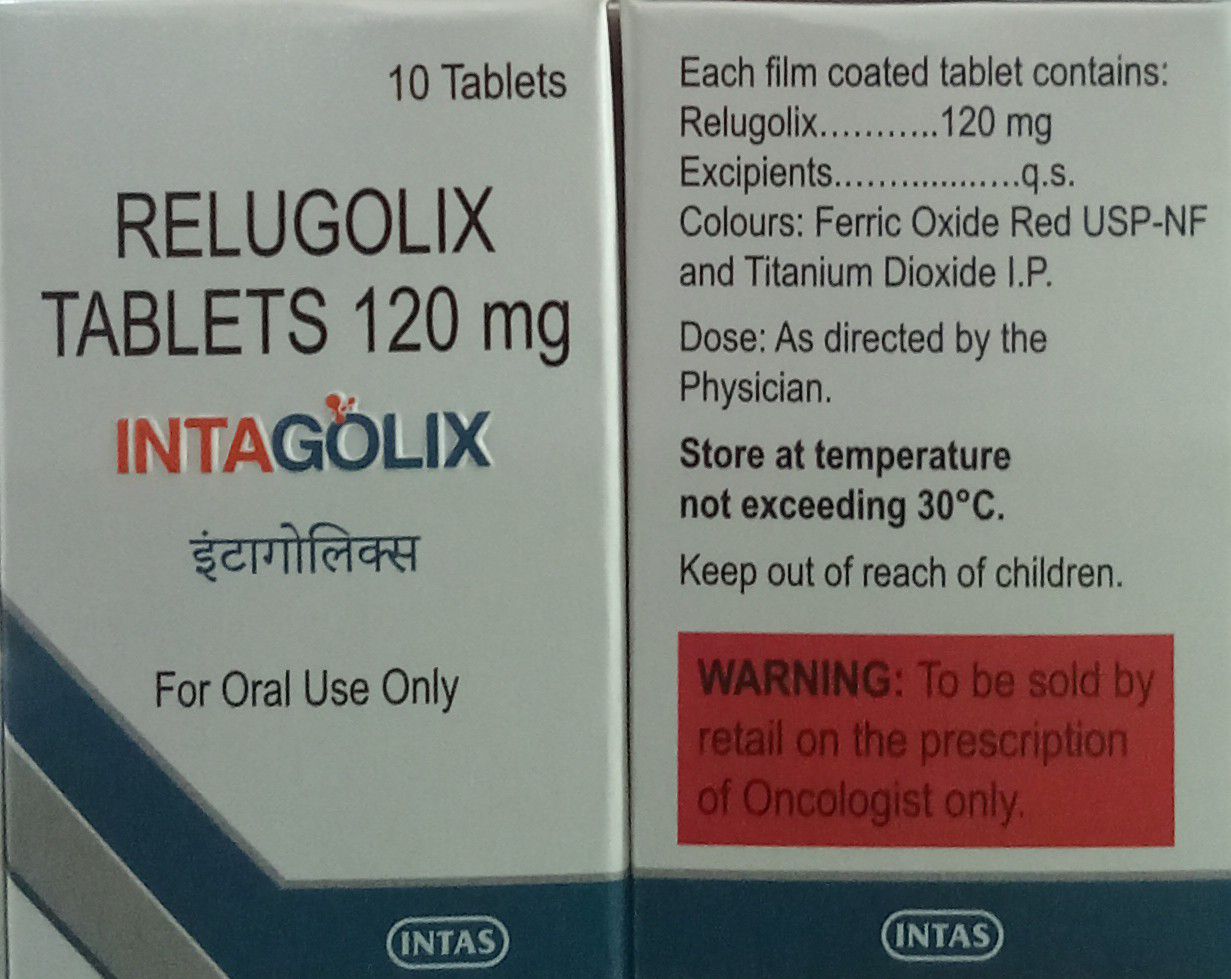 10 Tablets
RELUGOLIX
TABLETS 120 mg
INTAGOLIX
इंटागोलिक्स
For Oral Use Only
INTAS
Each film coated tablet contains:
Relugolix...........120 mg
Excipients...................q.s.
Colours: Ferric Oxide Red USP-NF
and Titanium Dioxide I.P.
Dose: As directed by the
Physician.
Store at temperature
not exceeding 30°C.
Keep out of reach of children.
WARNING: To be sold by
retail on the prescription
of Oncologist only.
INTAS